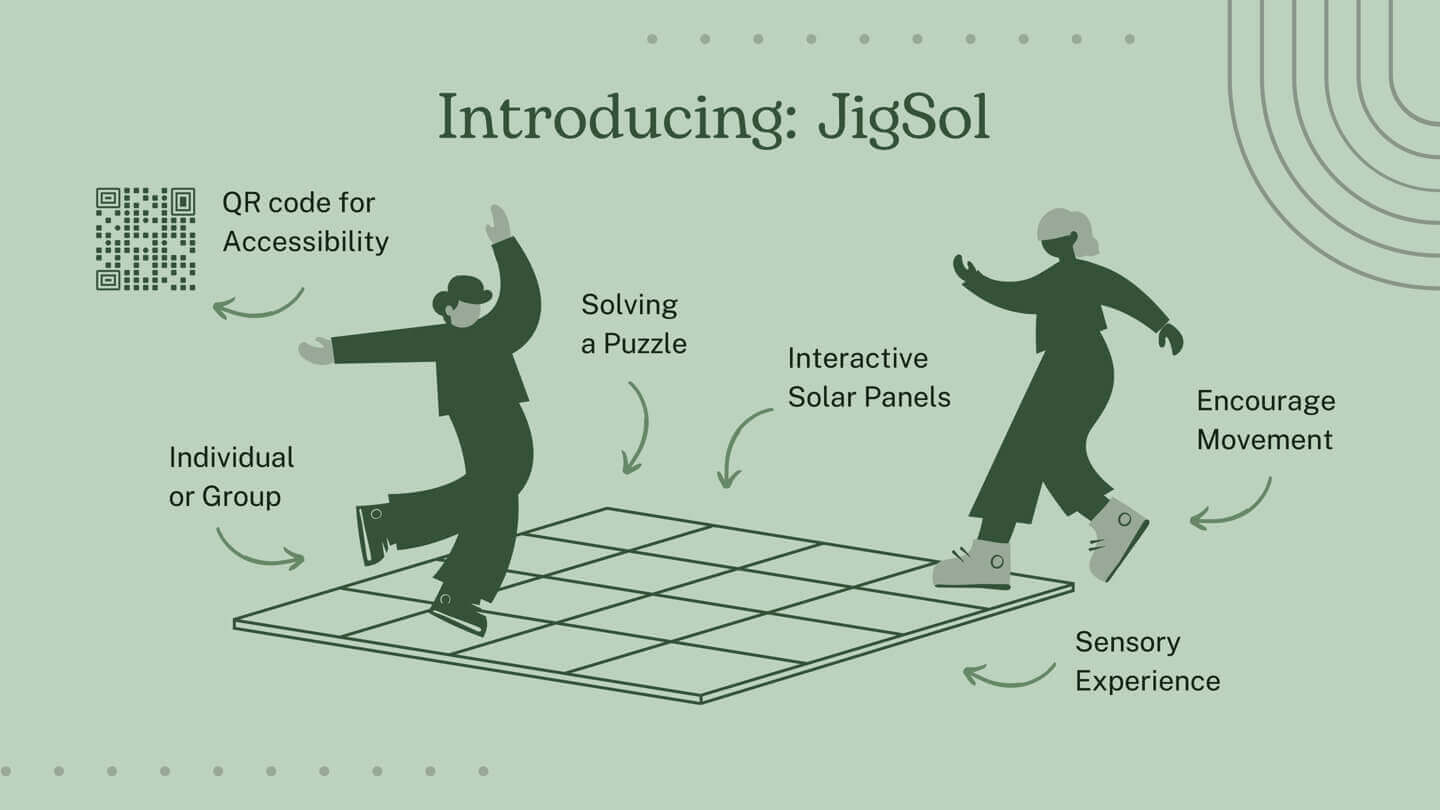 Introducing: JigSol
QR code for
Accessibility
Solving
a Puzzle
Interactive
Solar Panels
Encourage
Movement
Individual
or Group
Sensory
Experience